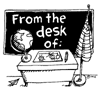 From the
desk
of: